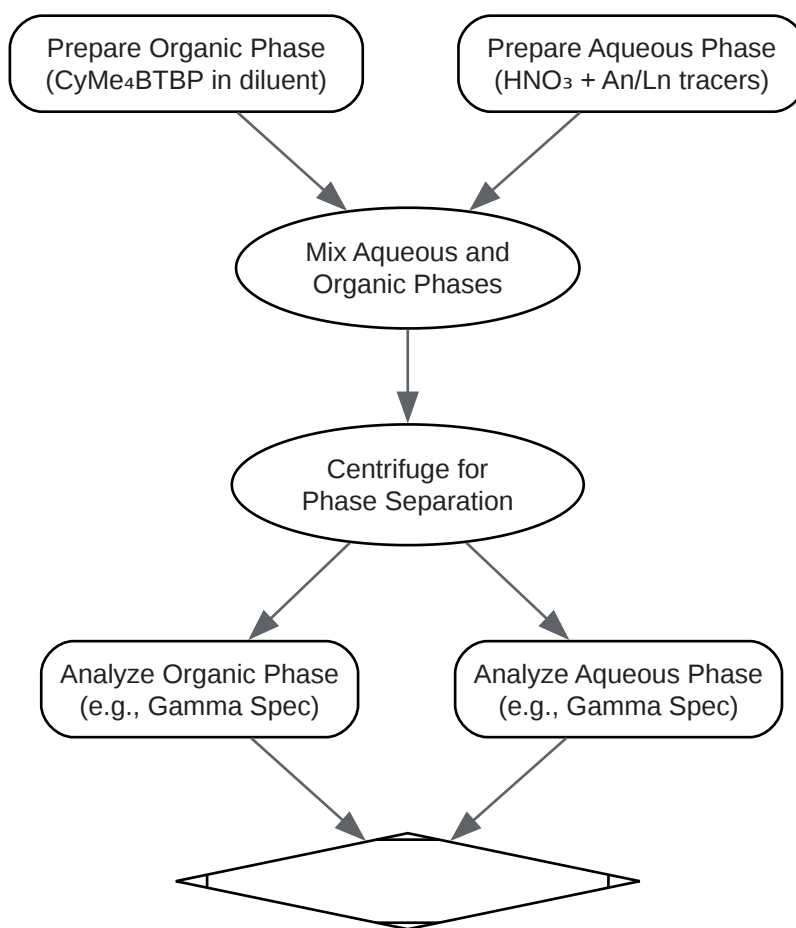 Prepare Organic Phase
(CyMe₄BTBP in diluent)
Prepare Aqueous Phase
(HNO₃ + An/Ln tracers)
Mix Aqueous and
Organic Phases
Centrifuge for
Phase Separation
Analyze Organic Phase
(e.g., Gamma Spec)
Analyze Aqueous Phase
(e.g., Gamma Spec)